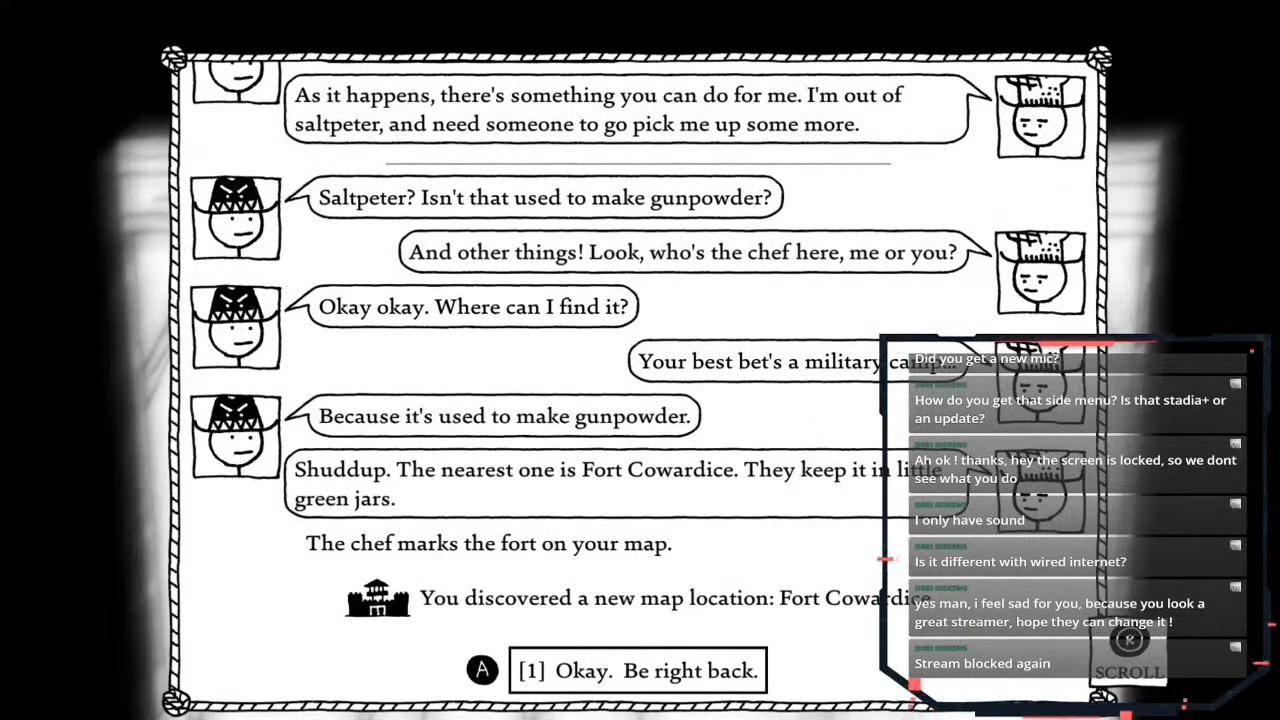 As it happens, there's something you can do for me. I'm out of
saltpeter, and need someone to go pick me up some more.
Saltpeter? Isn't that used to make gunpowder?
And other things! Look, who's the chef here, me or you?
Okay okay. Where can I find it?
Your best bet's a military camp...
Because it's used to make gunpowder.
Shuddup. The nearest one is Fort Cowardice. They keep it in little
green jars.
The chef marks the fort on your map.
You discovered a new map location: Fort Cowardice
A [1] Okay. Be right back.
Did you get a new mic?
How do you get that side menu? Is that stadia+ or
an update?
Ah ok ! thanks, hey the screen is locked, so we dont
see what you do
I only have sound
Is it different with wired internet?
yes man, i feel sad for you, because you look a
great streamer, hope they can change it !
Stream blocked again
R
SCROLL